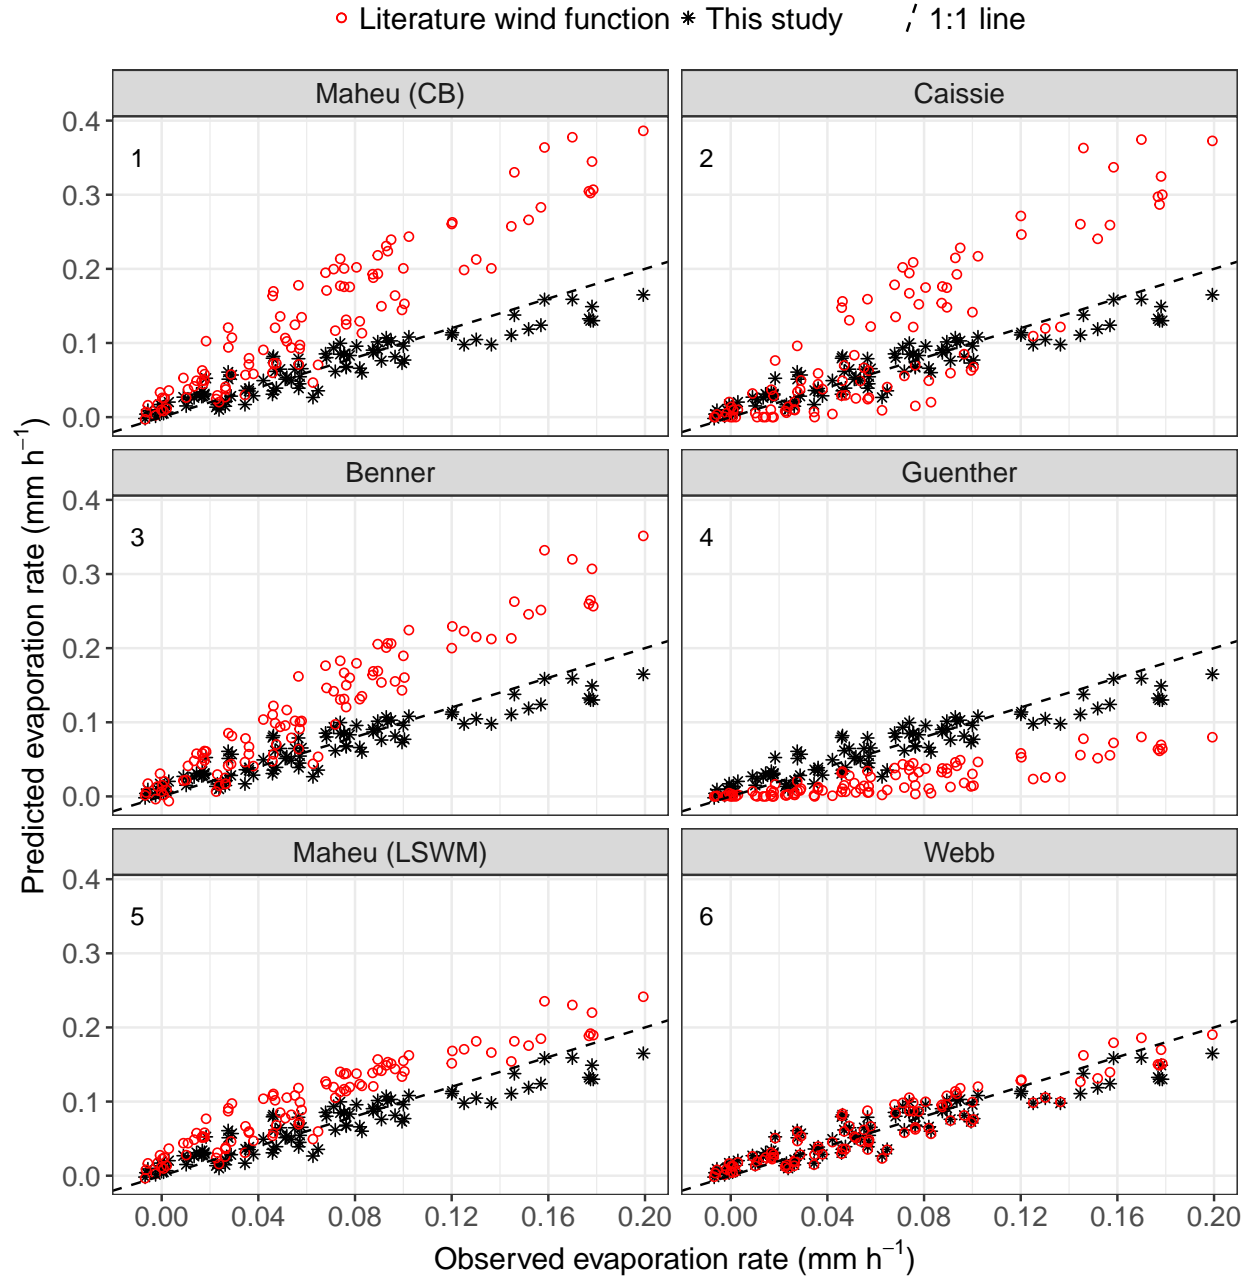 Literature wind function This study 1:1 line
Maheu (CB) Caissie
0.4
0.3
0.2
0.1
0.0
1 2
Benner Guenther
0.4
0.3
0.2
0.1
0.0
3 4
Maheu (LSWM) Webb
0.4
0.3
0.2
0.1
0.0
5 6
0.00 0.04 0.08 0.12 0.16 0.20 0.00 0.04 0.08 0.12 0.16 0.20
Observed evaporation rate (mm h⁻¹)
Predicted evaporation rate (mm h⁻¹)